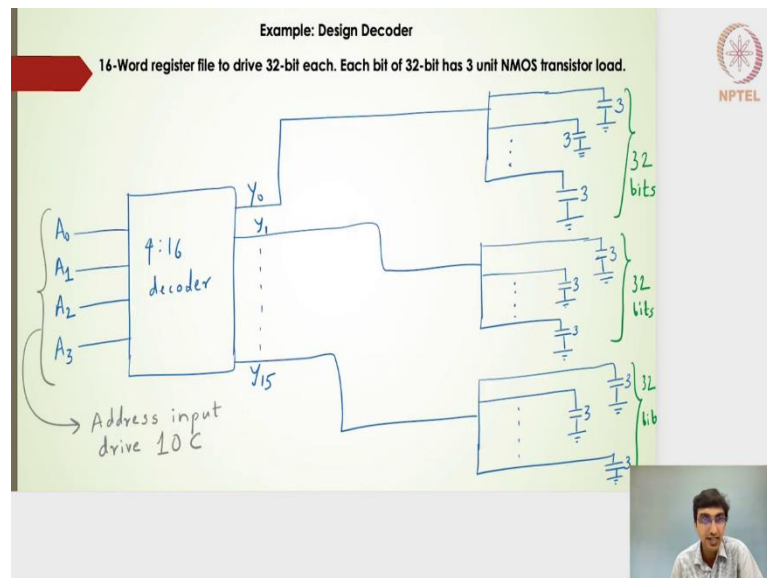 Example: Design Decoder
16-Word register file to drive 32-bit each. Each bit of 32-bit has 3 unit NMOS transistor load.
NPTEL
3
3
3
32
bits
Y0
Y1
Y15
A0
A1
A2
A3
4:16
decoder
3
3
3
32
bits
3
3
3
32
bib
Address input
drive 10C